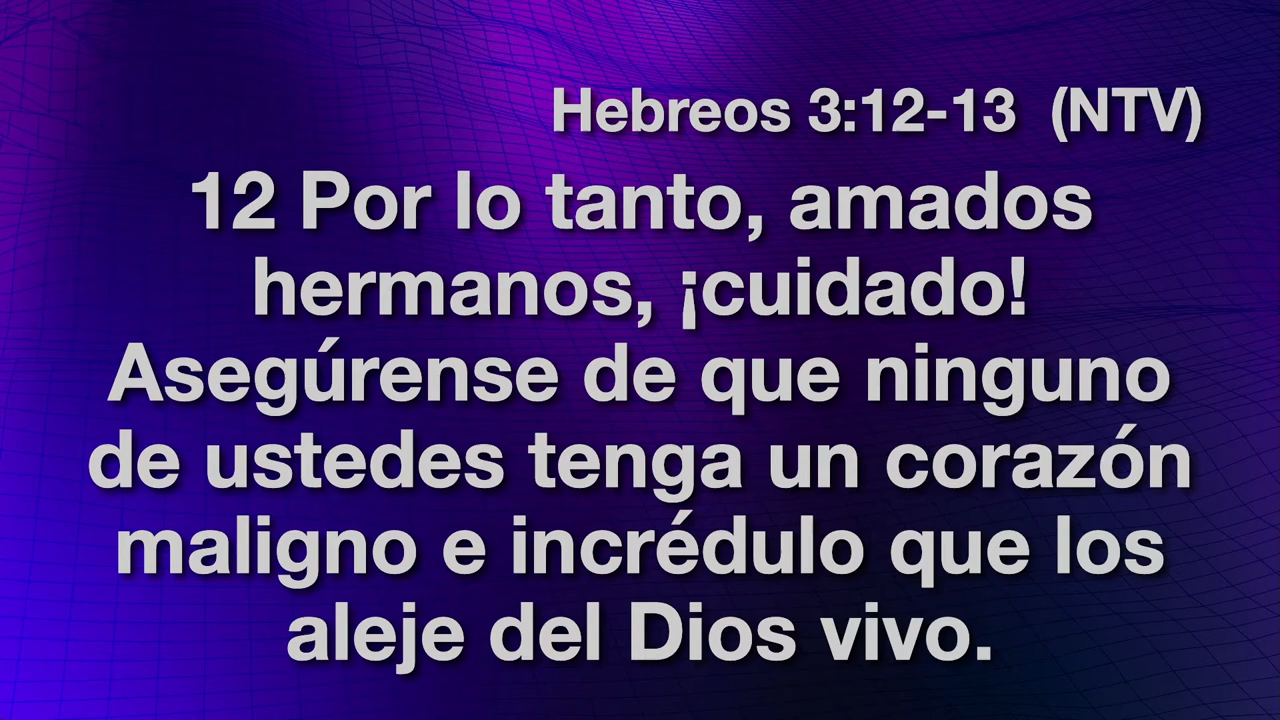 Hebreos 3:12-13 (NTV)
12 Por lo tanto, amados
hermanos, ¡cuidado!
Asegúrense de que ninguno
de ustedes tenga un corazón
maligno e incrédulo que los
aleje del Dios vivo.